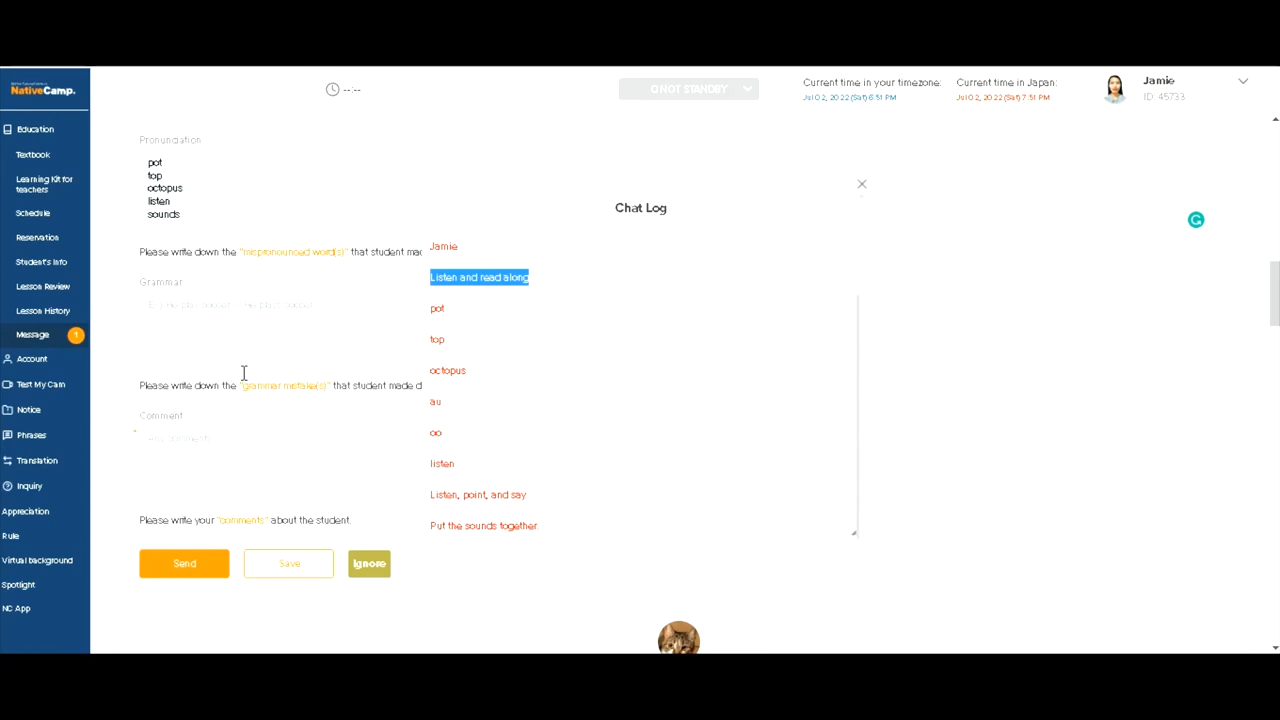 NativeCamp.
--:--
NOT STANDBY
Current time in your timezone:
Jul 02, 2022 (Sat) 6:51 PM
Current time in Japan:
Jul 02, 2022 (Sat) 7:51 PM
Jamie
ID: 45733
Education
Textbook
Learning Kit for
teachers
Schedule
Reservation
Student's Info
Lesson Review
Lesson History
Message 1
Account
Test My Cam
Notice
Phrases
Translation
Inquiry
Appreciation
Rule
Virtual background
Spotlight
NC App
Pronunciation
pot
top
octopus
listen
sounds
Please write down the "mispronounced word(s)" that student mad
Grammar
Please write down the "grammar mistake(s)" that student made d
Comment
Any comments
Please write your "comments" about the student.
Send
Save
Ignore
Chat Log
Jamie
Listen and read along
pot
top
octopus
au
oo
listen
Listen, point, and say
Put the sounds together.